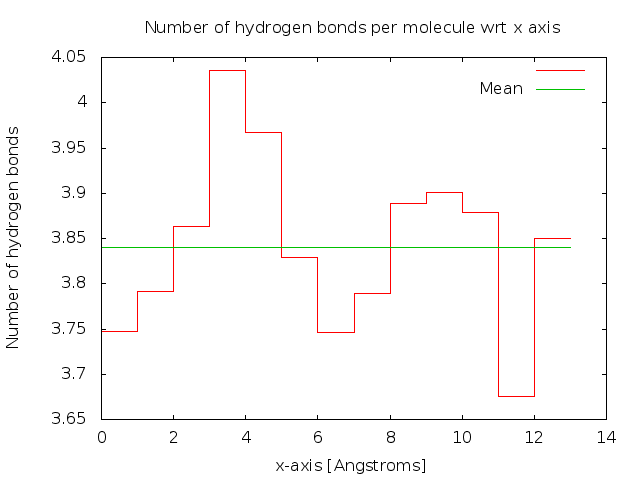 Number of hydrogen bonds per molecule wrt x axis
4.05
4
3.95
3.9
3.85
3.8
3.75
3.7
3.65
Number of hydrogen bonds
Mean
0 2 4 6 8 10 12 14
x-axis [Angstroms]